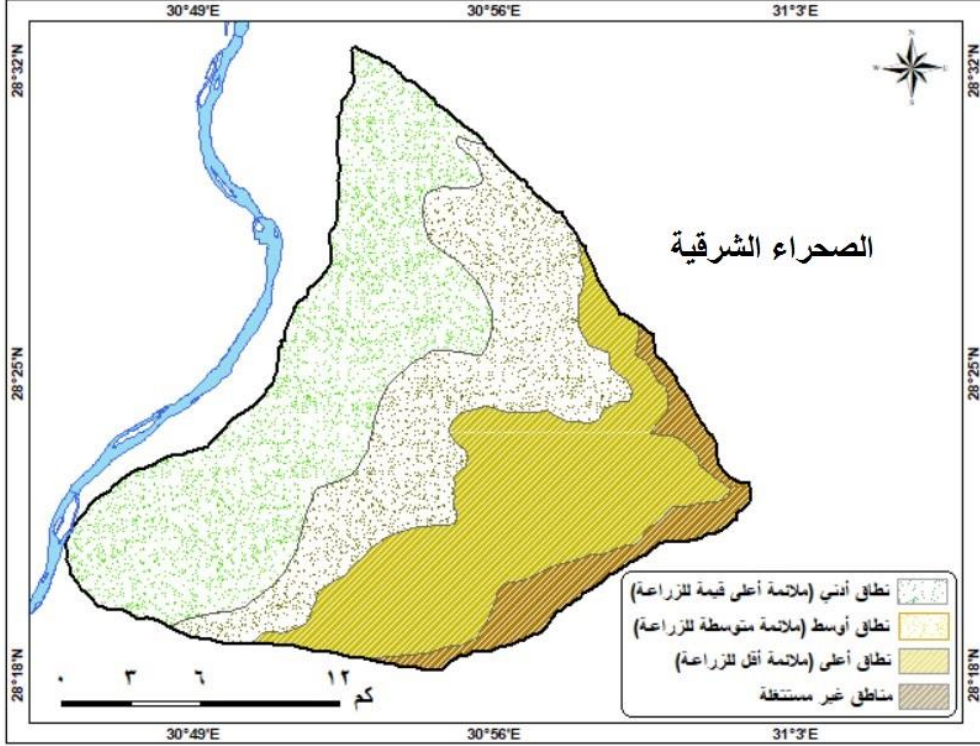 30°49'E 30°56'E 31°3'E
28°32'N 28°32'N
N
W E
S
الصحراء الشرقية
28°25'N 28°25'N
نطاق أدني (ملائمة أعلى قيمة للزراعة)
نطاق أوسط (ملائمة متوسطة للزراعة)
نطاق أعلى (ملائمة أقل للزراعة)
مناطق غير مستتغلة
28°18'N 28°18'N
٠ ٣ ٦ ١٢
كم
30°49'E 30°56'E 31°3'E